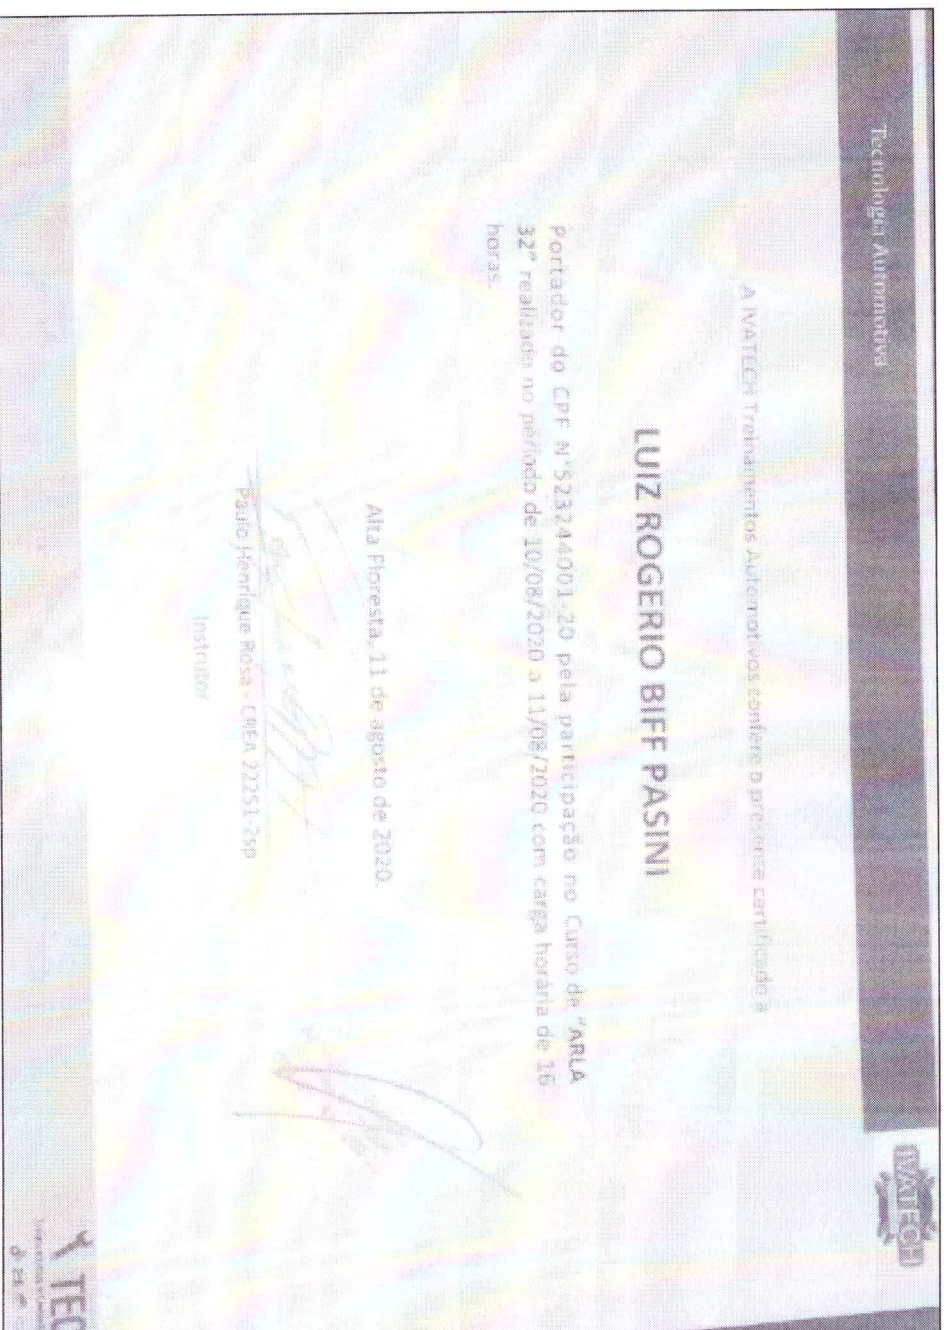 Tecnologia Automotiva
IVATECH
A IVATECH Treinamentos Automotivos confere o presente certificado a
LUIZ ROGERIO BIFF PASINI
Portador do CPF N°523244001-20 pela participação no Curso de "ARLA
32" realizado no período de 10/08/2020 a 11/08/2020 com carga horária de 16
horas.
Alta Floresta, 11 de agosto de 2020.
Paulo Henrique Rosa - CREA 22251-2sp
Instrutor
TEC